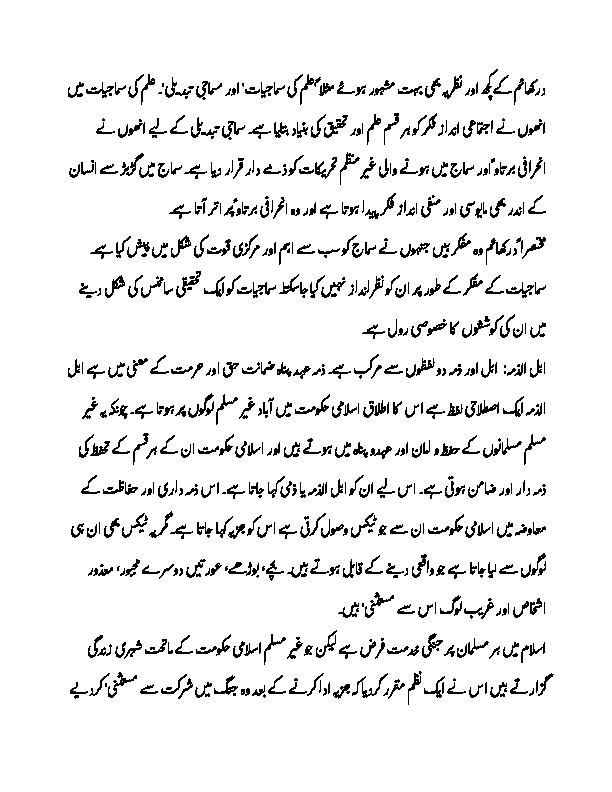 درکھائم کے کچھ اور نظریہ بھی بہت مشہور ہوئے مثلاً 'علم کی سماجیات' اور سماجی تبدیلی'۔ علم کی سماجیات میں
انھوں نے اجتماعی انداز فکر کو ہر قسم علم اور تحقیق کی بنیاد بتایا ہے۔ سماجی تبدیلی کے لیے انھوں نے
انحرافی برتاو' اور سماج میں ہونے والی غیر منظم تحریکات کو ذمے دار قرار دیا ہے۔ سماج میں گڑبڑ سے انسان
کے اندر بھی مایوسی اور منفی انداز فکر پیدا ہوتا ہے اور وہ انحرافی برتاو' پر اتر آتا ہے۔
مختصراً درکھائم وہ مفکر ہیں جنہوں نے سماج کو سب سے اہم اور مرکزی قوت کی شکل میں پیش کیا ہے۔
سماجیات کے مفکر کے طور پر ان کو نظرانداز نہیں کیا جاسکتا۔ سماجیات کو ایک تحقیقی سائنس کی شکل دینے
میں ان کی کوششوں کا خصوصی رول ہے۔
اہل الذمہ: اہل اور ذمہ دو لفظوں سے مرکب ہے۔ ذمہ عہد پناہ ضمانت حق اور حرمت کے معنی میں ہے اہل
الذمہ ایک اصطلاحی لفظ ہے اس کا اطلاق اسلامی حکومت میں آباد غیر مسلم لوگوں پر ہوتا ہے۔ چونکہ یہ غیر
مسلم مسلمانوں کے حفظ و امان اور عہدو پناہ میں ہوتے ہیں اور اسلامی حکومت ان کے ہر قسم کے تحفظ کی
ذمہ دار اور ضامن ہوتی ہے۔ اس لیے ان کو اہل الذمہ یا ذمی کہا جاتا ہے۔ اس ذمہ داری اور حفاظت کے
معاوضہ میں اسلامی حکومت ان سے جو ٹیکس وصول کرتی ہے اس کو جزیہ کہا جاتا ہے۔ مگر یہ ٹیکس بھی ان ہی
لوگوں سے لیا جاتا ہے جو واقعی دینے کے قابل ہوتے ہیں۔ بچے، بوڑھے، عورتیں دوسرے مجبور، معذور
اشخاص اور غریب لوگ اس سے مستثنیٰ' ہیں۔
اسلام میں ہر مسلمان پر جنگی خدمت فرض ہے لیکن جو غیر مسلم اسلامی حکومت کے ماتحت شہری زندگی
گزارتے ہیں اس نے ایک نظم مقرر کردیا کہ جزیہ ادا کرنے کے بعد وہ جنگ میں شرکت سے مستثنیٰ' کردیے